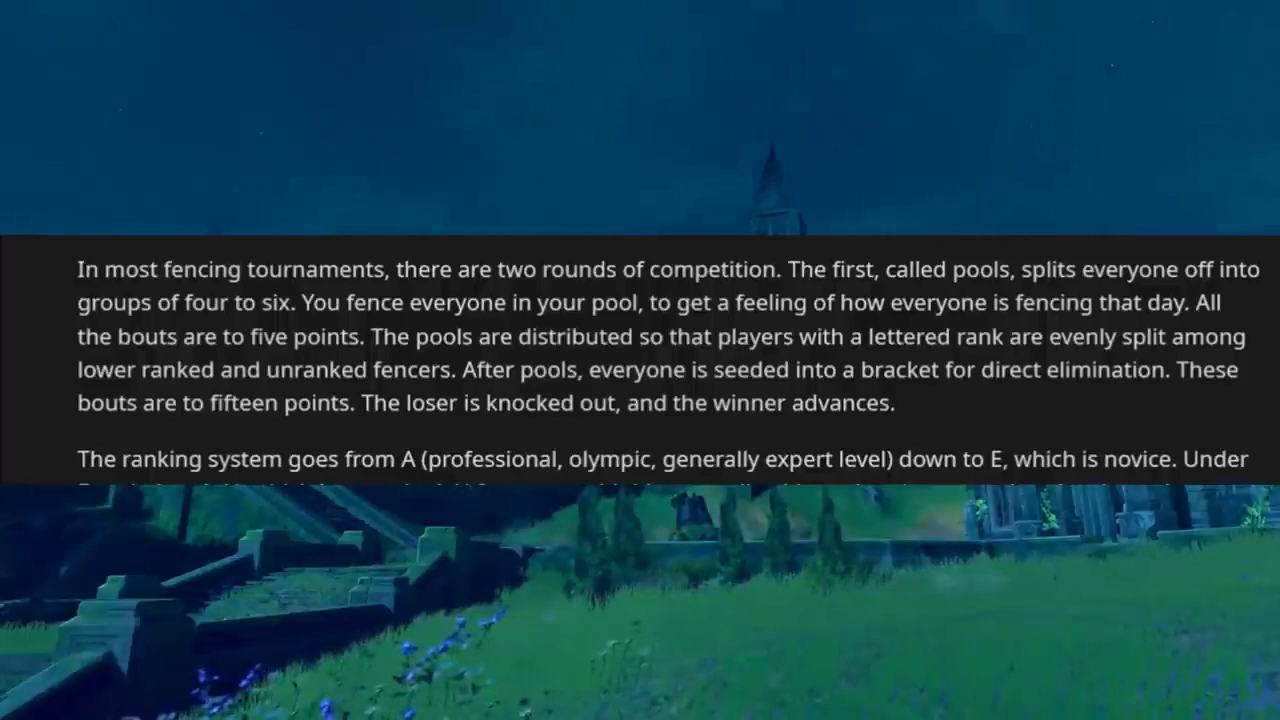 In most fencing tournaments, there are two rounds of competition. The first, called pools, splits everyone off into
groups of four to six. You fence everyone in your pool, to get a feeling of how everyone is fencing that day. All
the bouts are to five points. The pools are distributed so that players with a lettered rank are evenly split among
lower ranked and unranked fencers. After pools, everyone is seeded into a bracket for direct elimination. These
bouts are to fifteen points. The loser is knocked out, and the winner advances.
The ranking system goes from A (professional, olympic, generally expert level) down to E, which is novice. Under